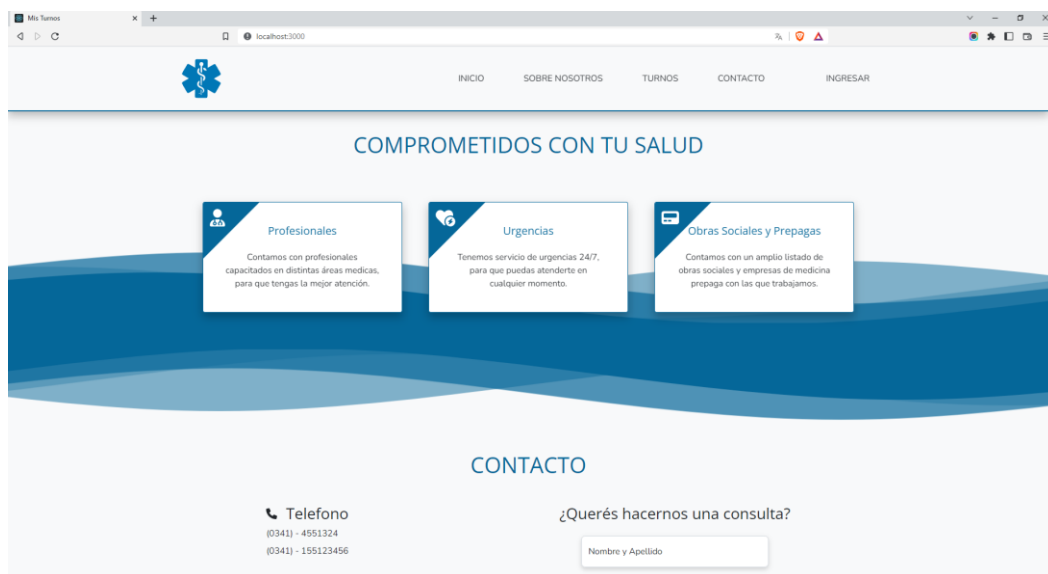 Mis Turnos
localhost:3000
INICIO SOBRE NOSOTROS TURNOS CONTACTO INGRESAR
COMPROMETIDOS CON TU SALUD
Profesionales
Contamos con profesionales
capacitados en distintas áreas medicas,
para que tengas la mejor atención.
Urgencias
Tenemos servicio de urgencias 24/7,
para que puedas atenderte en
cualquier momento.
Obras Sociales y Prepagas
Contamos con un amplio listado de
obras sociales y empresas de medicina
prepaga con las que trabajamos.
CONTACTO
Telefono
(0341) - 4551324
(0341) - 155123456
¿Querés hacernos una consulta?
Nombre y Apellido